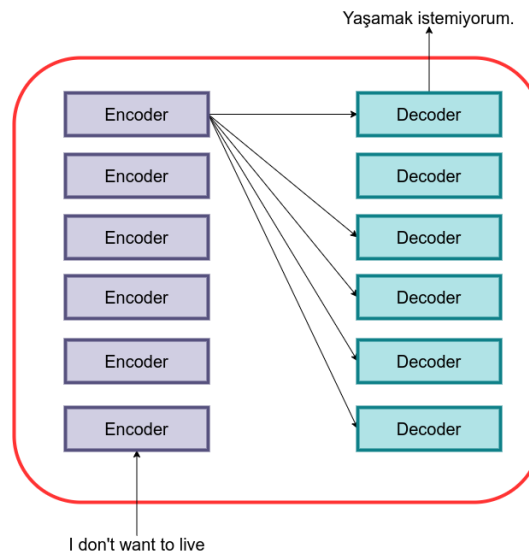 Yaşamak istemiyorum.
Encoder
Decoder
Encoder
Decoder
Encoder
Decoder
Encoder
Decoder
Encoder
Decoder
Encoder
Decoder
I don't want to live